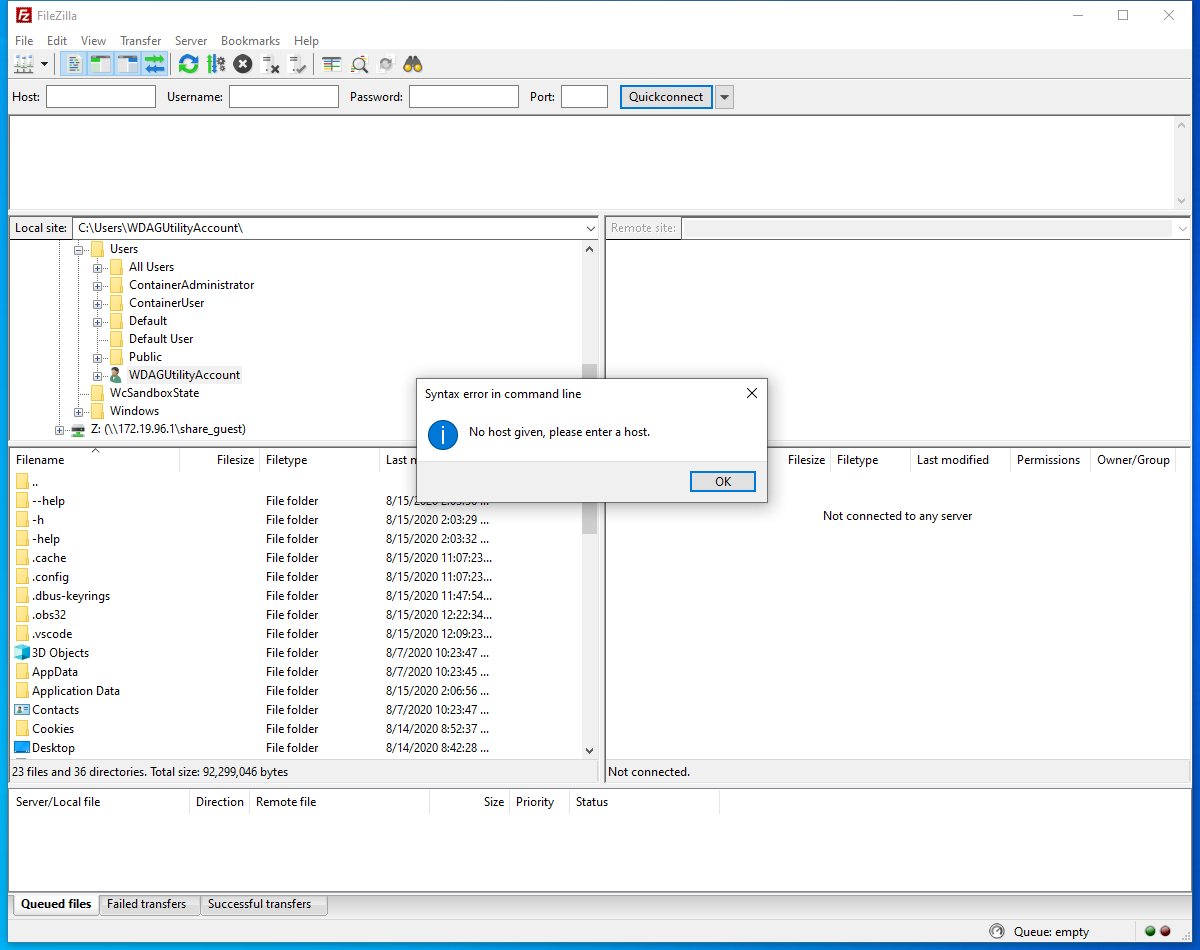 FileZilla
File Edit View Transfer Server Bookmarks Help
Host: Username: Password: Port: Quickconnect
Local site: C:\Users\WDAGUtilityAccount\
Remote site:
Users
All Users
ContainerAdministrator
ContainerUser
Default
Default User
Public
WDAGUtilityAccount
WcSandboxState
Windows
Z: (\\172.19.96.1\share_guest)
Syntax error in command line
No host given, please enter a host.
OK
Filename Filesize Filetype Last m
..
--help File folder
-h File folder 8/15/2020 2:03:29 ...
-help File folder 8/15/2020 2:03:32 ...
.cache File folder 8/15/2020 11:07:23...
.config File folder 8/15/2020 11:07:23...
.dbus-keyrings File folder 8/15/2020 11:47:54...
.obs32 File folder 8/15/2020 12:22:34...
.vscode File folder 8/15/2020 12:09:23...
3D Objects File folder 8/7/2020 10:23:47 ...
AppData File folder 8/7/2020 10:23:45 ...
Application Data File folder 8/15/2020 2:06:56 ...
Contacts File folder 8/7/2020 10:23:47 ...
Cookies File folder 8/14/2020 8:52:37 ...
Desktop File folder 8/14/2020 8:42:28 ...
23 files and 36 directories. Total size: 92,299,046 bytes
Filesize Filetype Last modified Permissions Owner/Group
Not connected to any server
Not connected.
Server/Local file Direction Remote file Size Priority Status
Queued files Failed transfers Successful transfers
Queue: empty